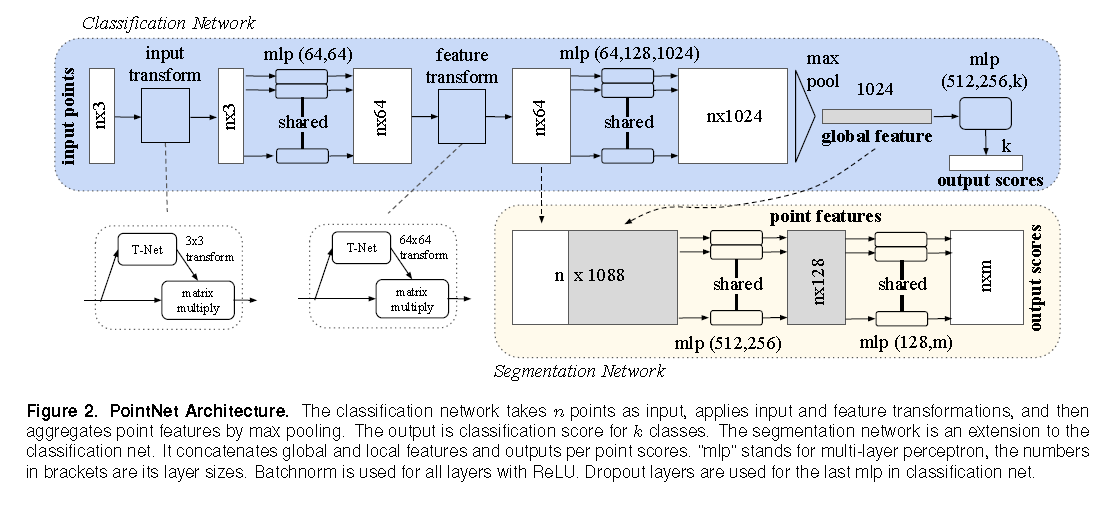 Classification Network
input points
nx3
input
transform
nx3
mlp (64,64)
shared
nx64
feature
transform
nx64
mlp (64,128,1024)
shared
nx1024
max
pool
1024
global feature
mlp
(512,256,k)
k
output scores
T-Net
3x3
transform
matrix
multiply
T-Net
64x64
transform
matrix
multiply
point features
n x 1088
shared
mlp (512,256)
nx128
shared
mlp (128,m)
nxm
output scores
Segmentation Network
Figure 2. PointNet Architecture. The classification network takes n points as input, applies input and feature transformations, and then
aggregates point features by max pooling. The output is classification score for k classes. The segmentation network is an extension to the
classification net. It concatenates global and local features and outputs per point scores. "mlp" stands for multi-layer perceptron, the numbers
in brackets are its layer sizes. Batchnorm is used for all layers with ReLU. Dropout layers are used for the last mlp in classification net.